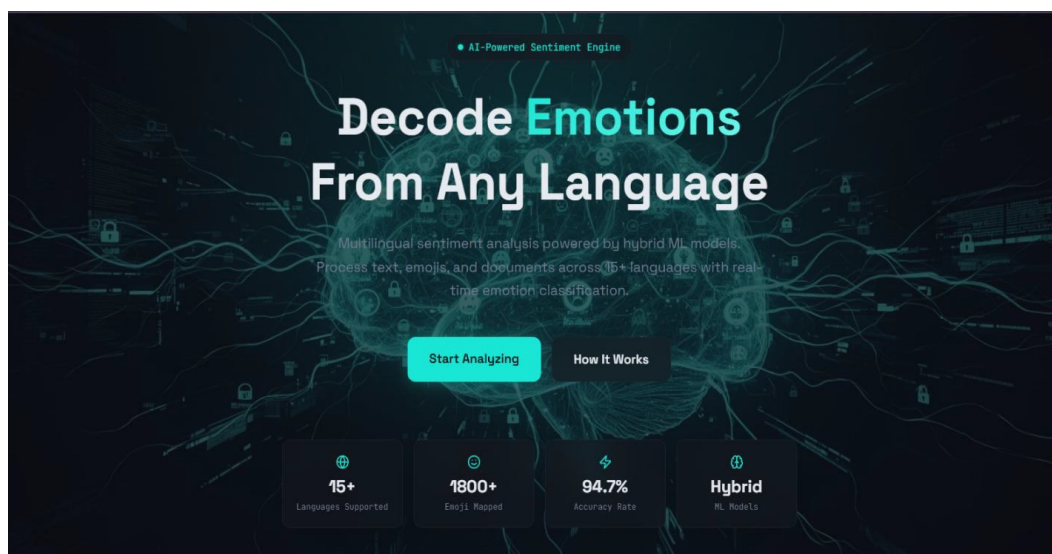 AI-Powered Sentiment Engine
Decode Emotions
From Any Language
Multilingual sentiment analysis powered by hybrid ML models.
Process text, emojis, and documents across 15+ languages with real-
time emotion classification.
Start Analyzing
How It Works
15+
Languages Supported
1800+
Emoji Mapped
94.7%
Accuracy Rate
Hybrid
ML Models